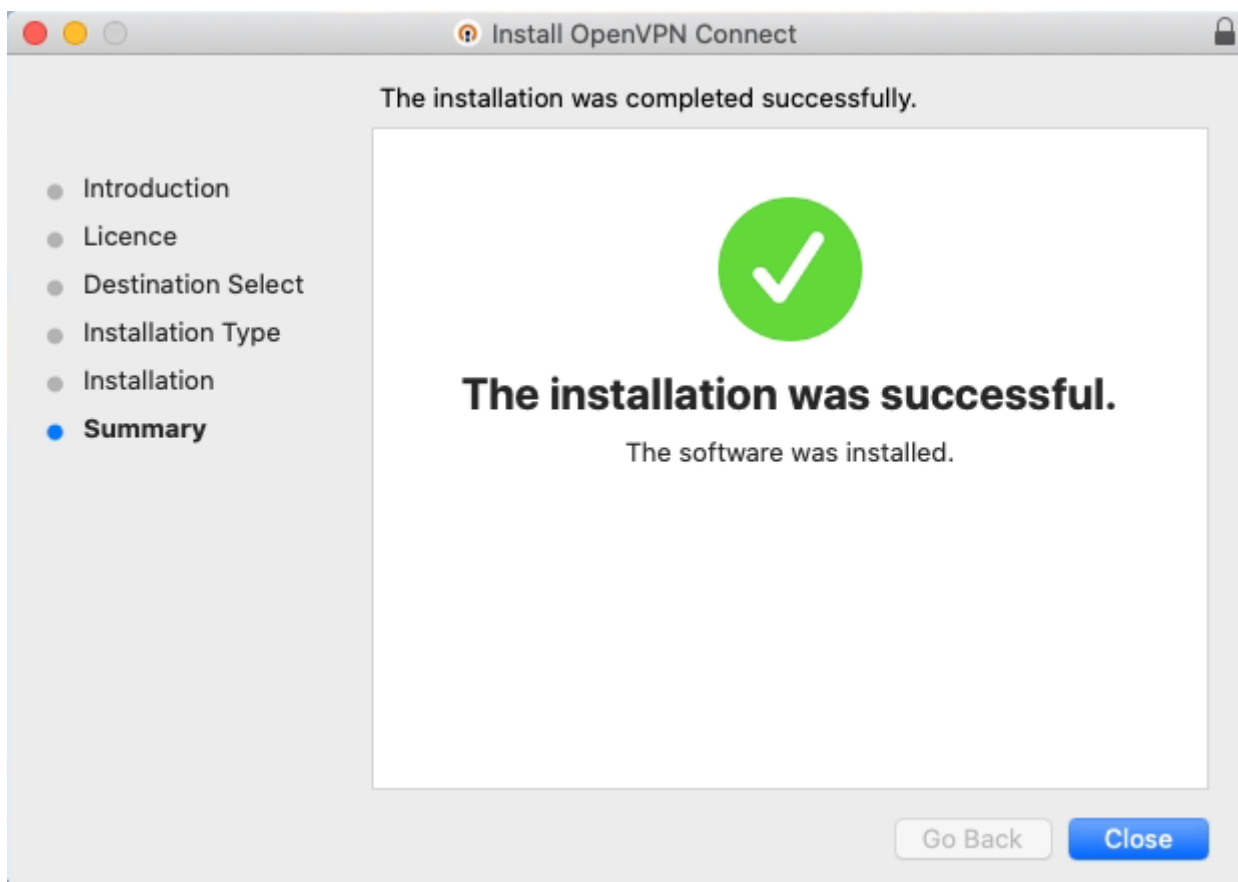 Install OpenVPN Connect
The installation was completed successfully.
Introduction
Licence
Destination Select
Installation Type
Installation
Summary
The installation was successful.
The software was installed.
Go Back
Close